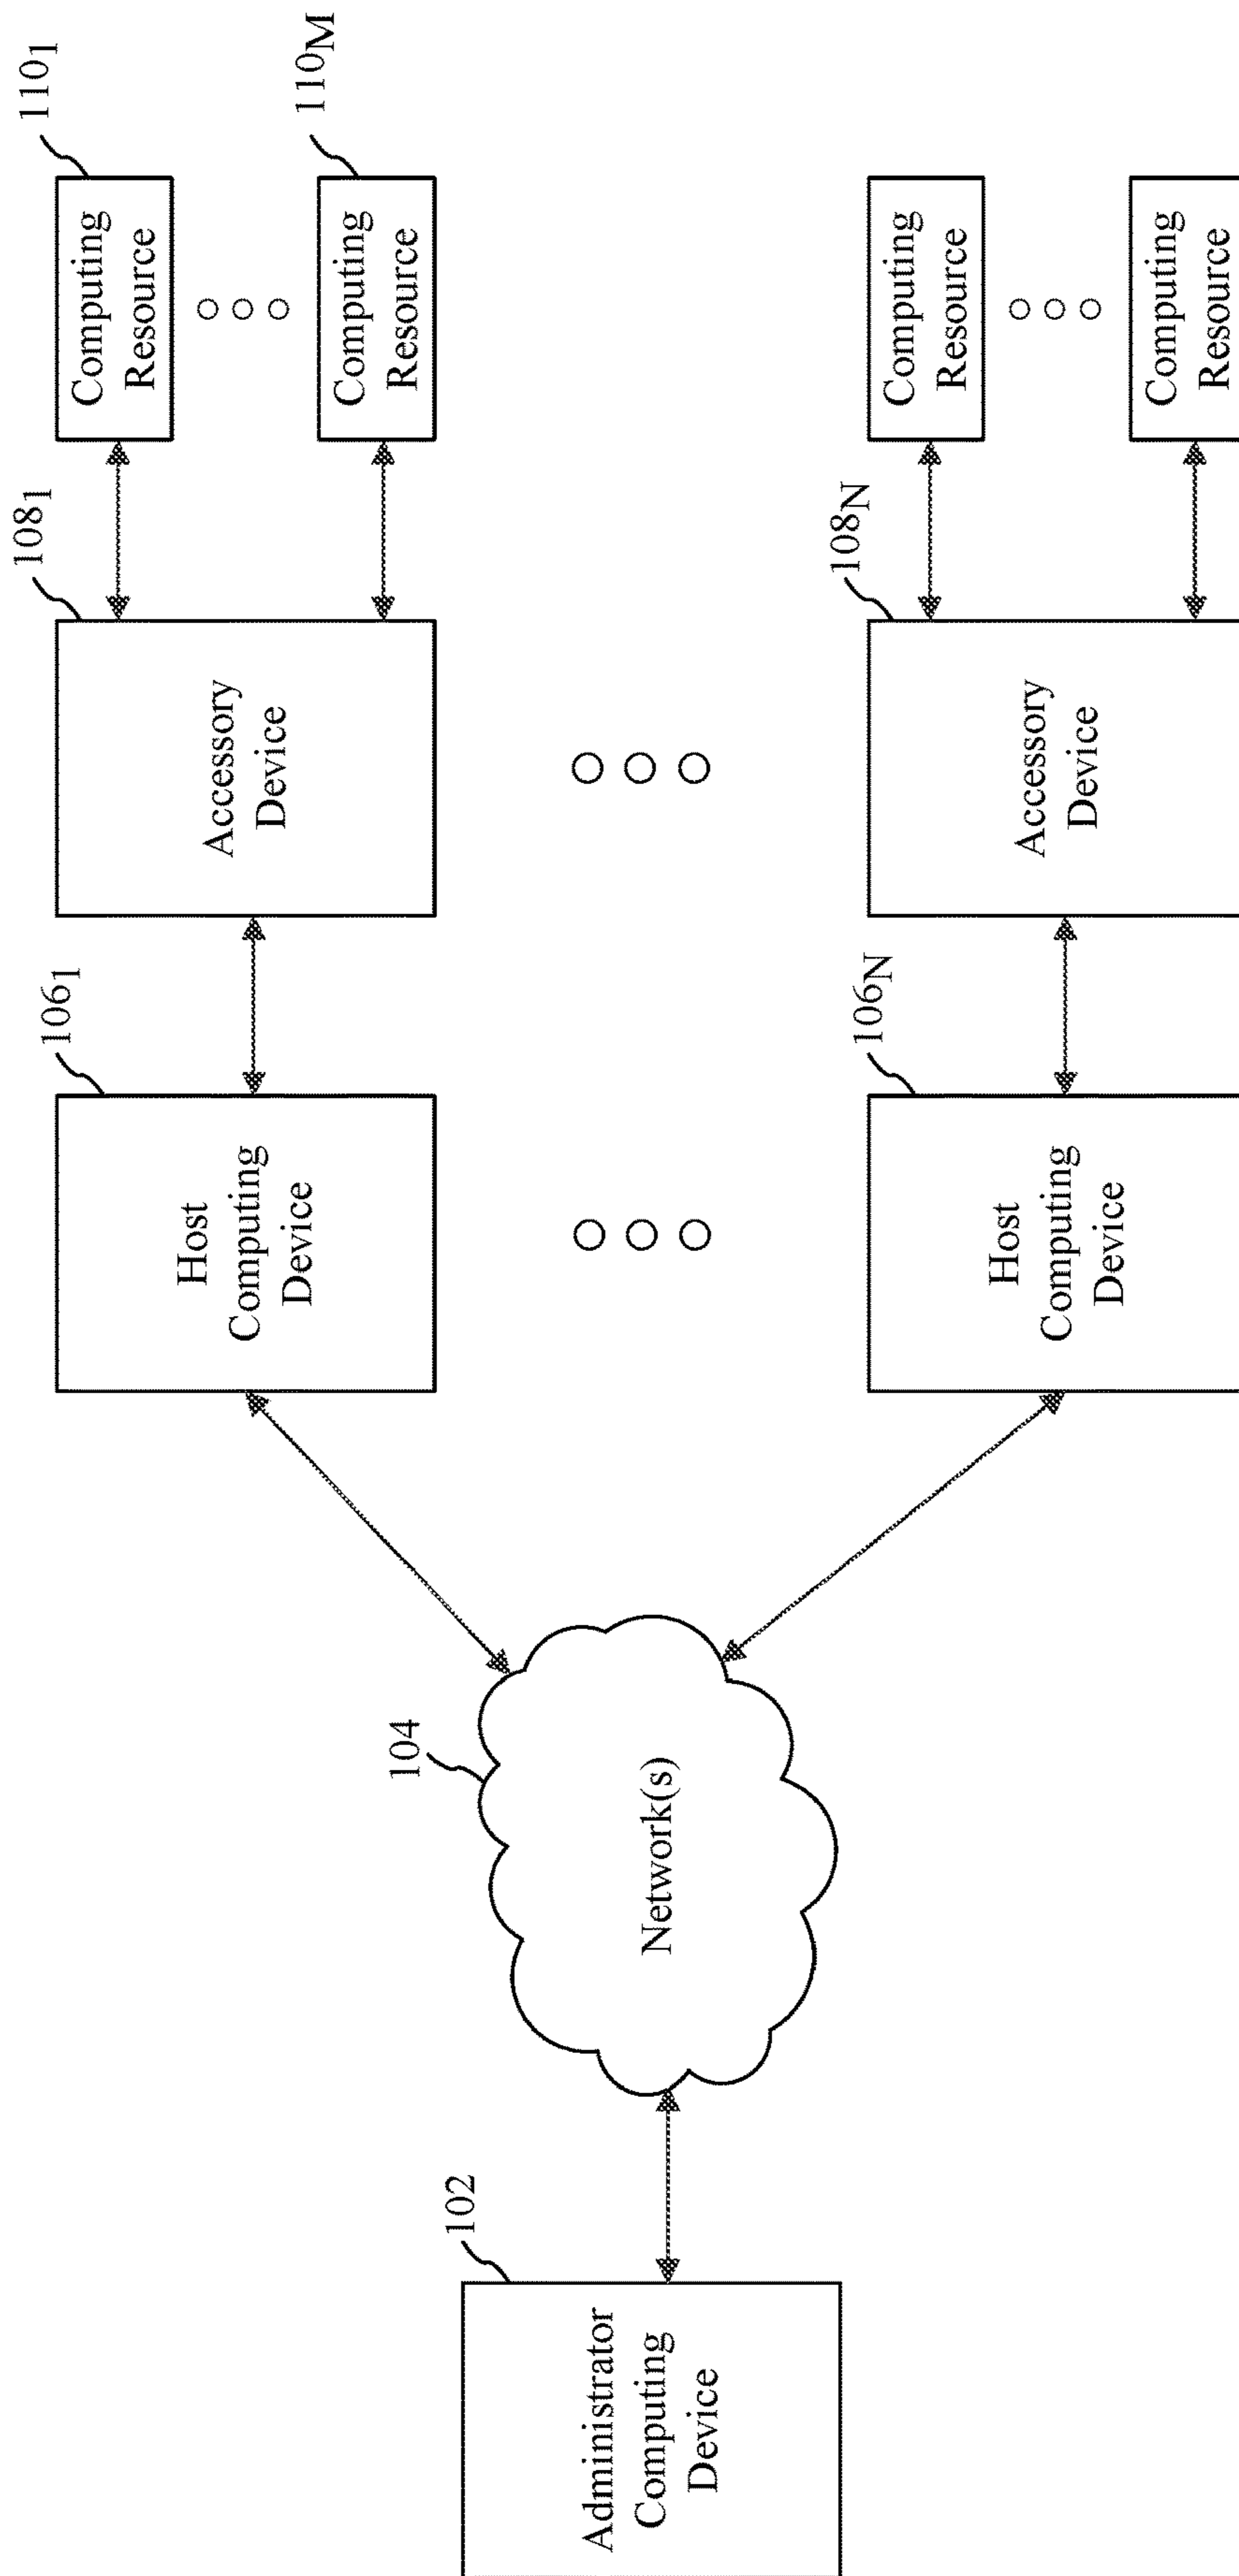 Administrator
Computing
Device
102
Network(s)
104
Host
Computing
Device
106₁
Accessory
Device
108₁
Computing
Resource
110₁
Computing
Resource
110M
Host
Computing
Device
106N
Accessory
Device
108N
Computing
Resource
Computing
Resource